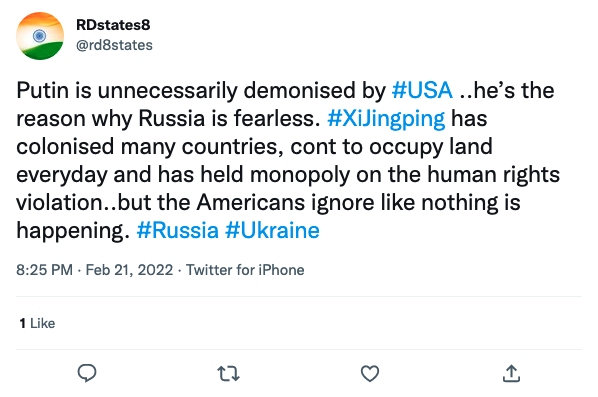 RDstates8
@rd8states
Putin is unnecessarily demonised by #USA ..he’s the
reason why Russia is fearless. #XiJingping has
colonised many countries, cont to occupy land
everyday and has held monopoly on the human rights
violation..but the Americans ignore like nothing is
happening. #Russia #Ukraine
8:25 PM · Feb 21, 2022 · Twitter for iPhone
1 Like